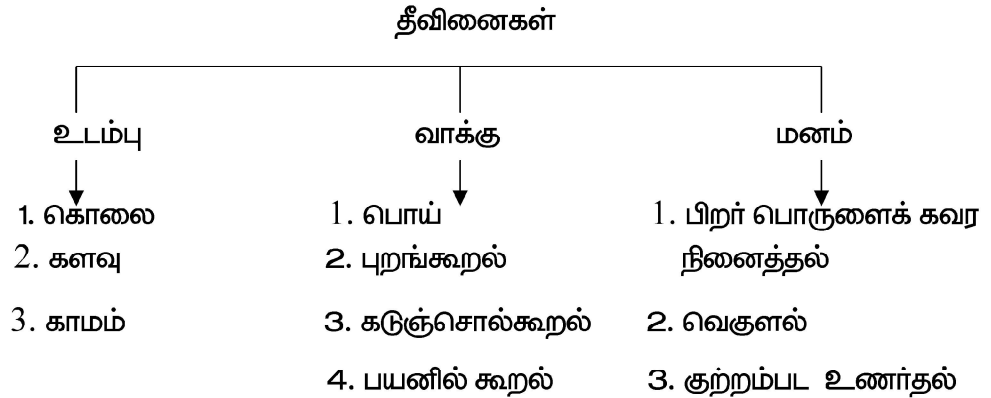 தீவினைகள்
உடம்பு
வாக்கு
மனம்
1. கொலை
2. களவு
3. காமம்
1. பொய்
2. புறங்கூறல்
3. கடுஞ்சொல்கூறல்
4. பயனில் கூறல்
1. பிறர் பொருளைக் கவர
நினைத்தல்
2. வெகுளல்
3. குற்றம்பட உணர்தல்